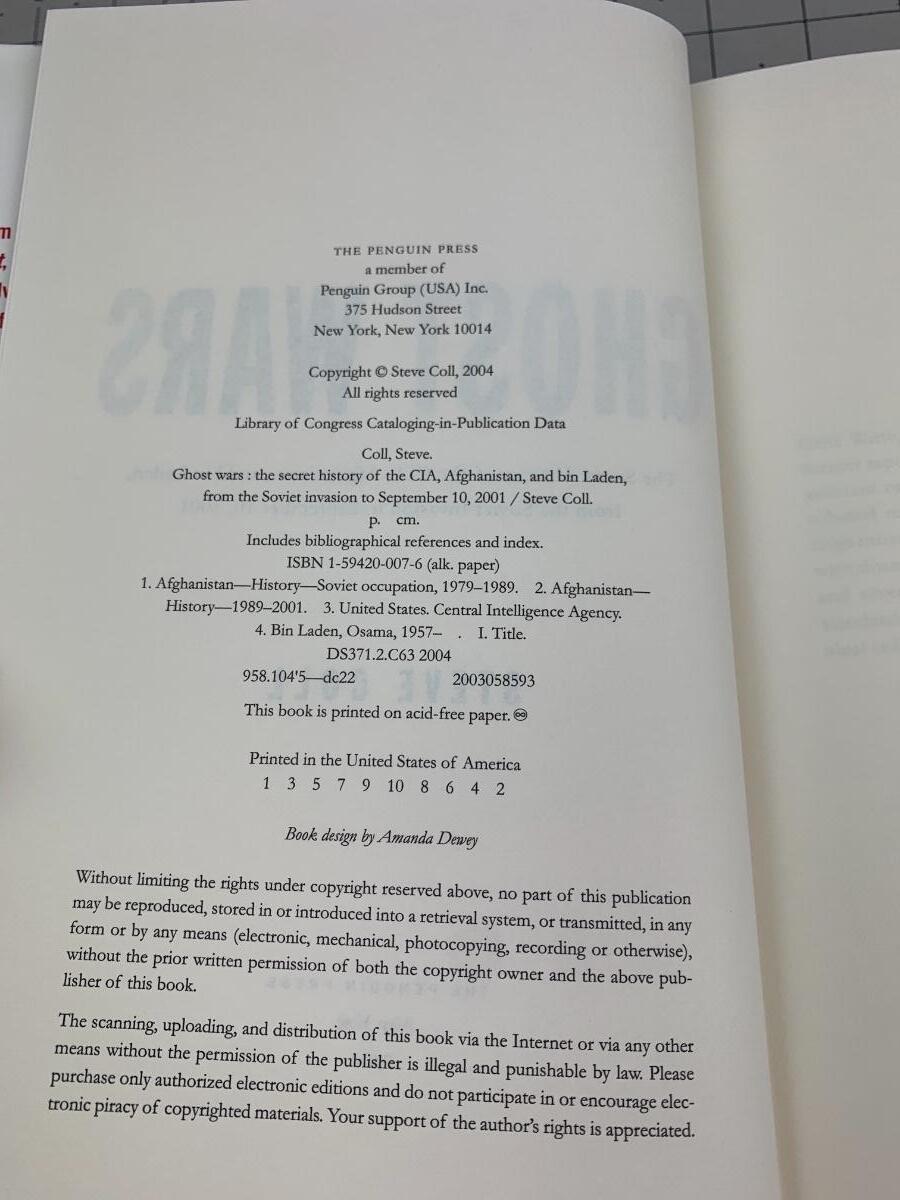 THE PENGUIN PRESS
a member of
Penguin Group (USA) Inc.
375 Hudson Street
New York, New York 10014
Copyright © Steve Coll, 2004
All rights reserved
Library of Congress Cataloging-in-Publication Data
Coll, Steve.
Ghost wars : the secret history of the CIA, Afghanistan, and bin Laden,
from the Soviet invasion to September 10, 2001 / Steve Coll.
p. cm.
Includes bibliographical references and index.
ISBN 1-59420-007-6 (alk. paper)
1. Afghanistan—History—Soviet occupation, 1979–1989. 2. Afghanistan—
History—1989–2001. 3. United States. Central Intelligence Agency.
4. Bin Laden, Osama, 1957– . I. Title.
DS371.2.C63 2004
958.104'5—dc22 2003058593
This book is printed on acid-free paper. ♾
Printed in the United States of America
1 3 5 7 9 10 8 6 4 2
Book design by Amanda Dewey
Without limiting the rights under copyright reserved above, no part of this publication
may be reproduced, stored in or introduced into a retrieval system, or transmitted, in any
form or by any means (electronic, mechanical, photocopying, recording or otherwise),
without the prior written permission of both the copyright owner and the above pub-
lisher of this book.
The scanning, uploading, and distribution of this book via the Internet or via any other
means without the permission of the publisher is illegal and punishable by law. Please
purchase only authorized electronic editions and do not participate in or encourage elec-
tronic piracy of copyrighted materials. Your support of the author's rights is appreciated.
GHOST WARS
STEVE COLL
THE PENGUIN PRESS